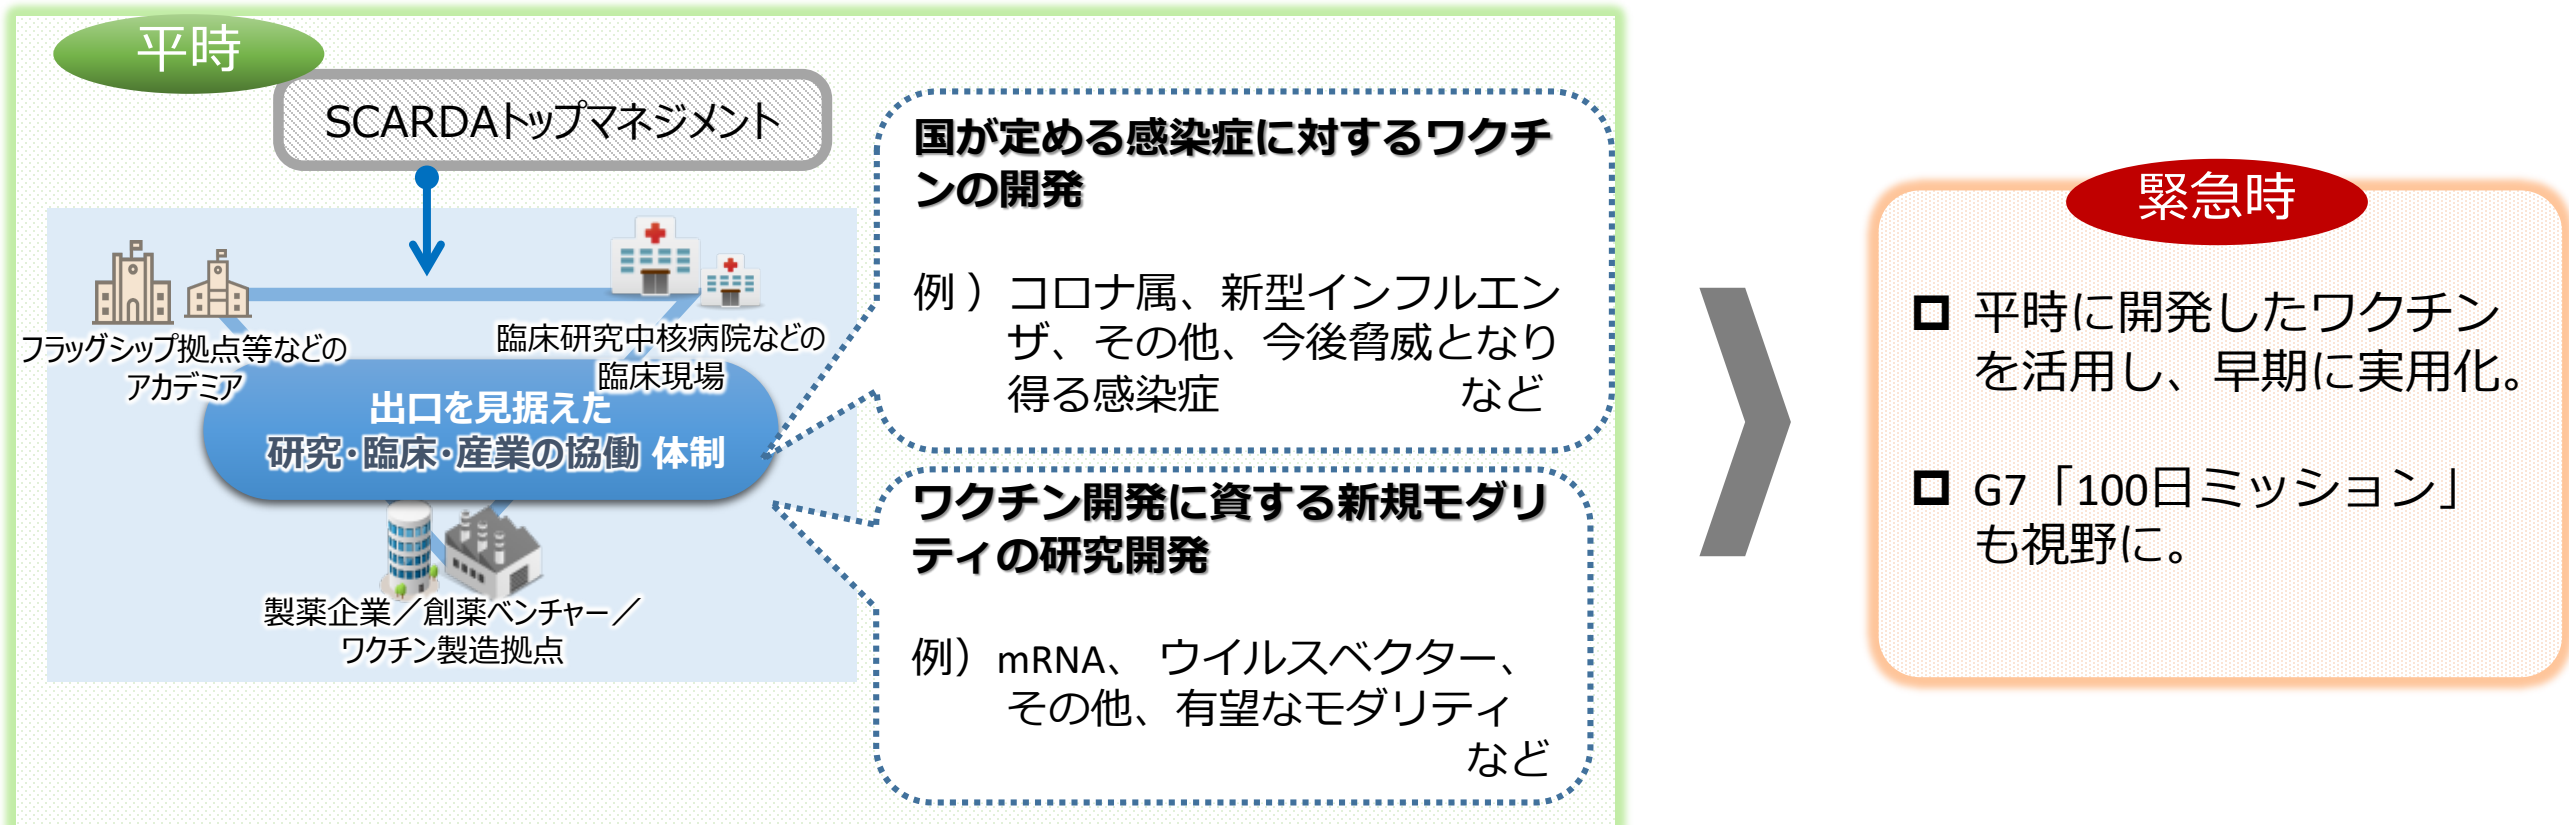 平時
SCARDAトップマネジメント
フラッグシップ拠点等などの
アカデミア
臨床研究中核病院などの
臨床現場
出口を見据えた
研究・臨床・産業の協働 体制
製薬企業／創薬ベンチャー／
ワクチン製造拠点
国が定める感染症に対するワクチ
ンの開発
例） コロナ属、新型インフルエン
ザ、その他、今後脅威となり
得る感染症 など
ワクチン開発に資する新規モダリ
ティの研究開発
例）mRNA、 ウイルスベクター、
その他、有望なモダリティ
など
緊急時
平時に開発したワクチン
を活用し、早期に実用化。
G7「100日ミッション」
も視野に。